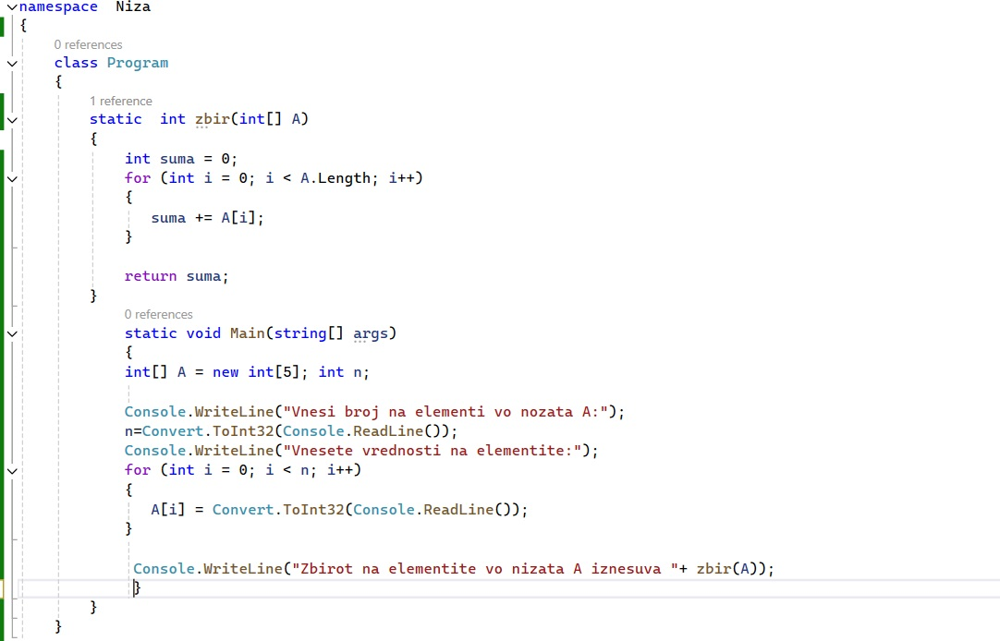 namespace  Niza
{
0 references
class Program
{
1 reference
static  int zbir(int[] A)
{
int suma = 0;
for (int i = 0; i < A.Length; i++)
{
suma += A[i];
}
return suma;
}
0 references
static void Main(string[] args)
{
int[] A = new int[5]; int n;
Console.WriteLine("Vnesi broj na elementi vo nozata A:");
n=Convert.ToInt32(Console.ReadLine());
Console.WriteLine("Vnesete vrednosti na elementite:");
for (int i = 0; i < n; i++)
{
A[i] = Convert.ToInt32(Console.ReadLine());
}
Console.WriteLine("Zbirot na elementite vo nizata A iznesuva "+ zbir(A));
}
}
}